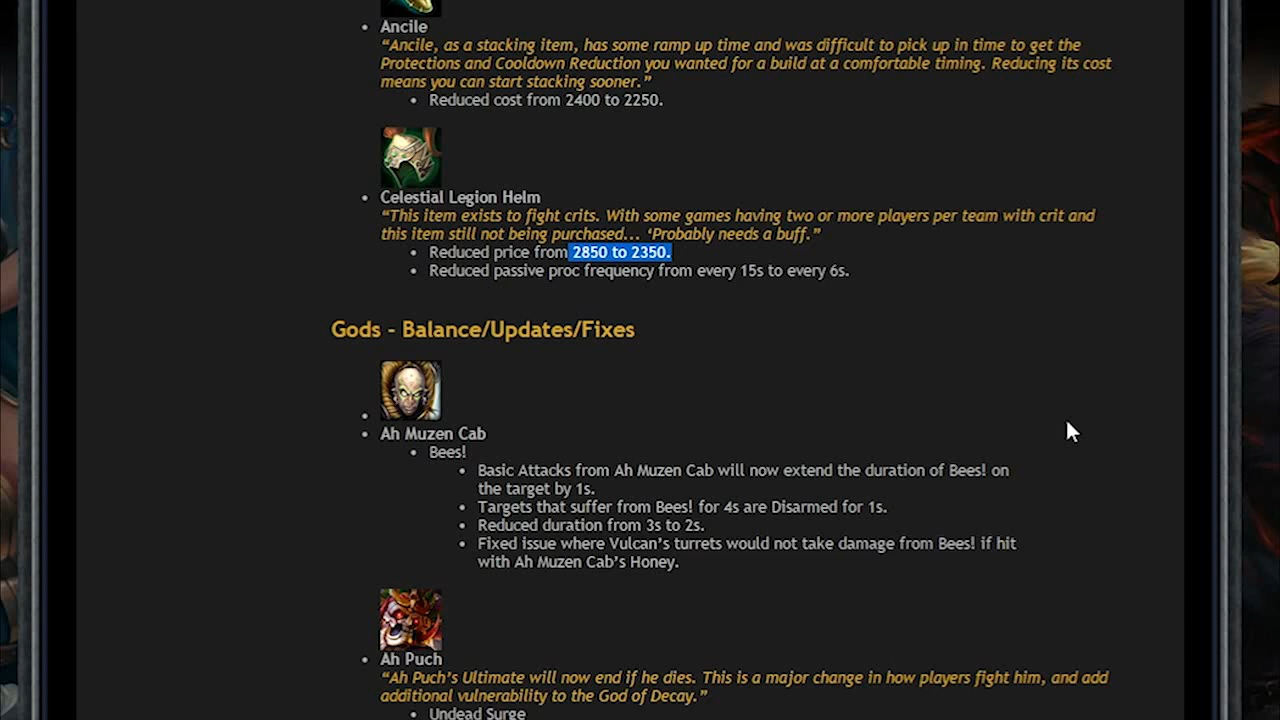 Ancile
“Ancile, as a stacking item, has some ramp up time and was difficult to pick up in time to get the
Protections and Cooldown Reduction you wanted for a build at a comfortable timing. Reducing its cost
means you can start stacking sooner.”
Reduced cost from 2400 to 2250.
Celestial Legion Helm
“This item exists to fight crits. With some games having two or more players per team with crit and
this item still not being purchased... ‘Probably needs a buff.”
Reduced price from 2850 to 2350.
Reduced passive proc frequency from every 15s to every 6s.
Gods - Balance/Updates/Fixes
Ah Muzen Cab
Bees!
Basic Attacks from Ah Muzen Cab will now extend the duration of Bees! on
the target by 1s.
Targets that suffer from Bees! for 4s are Disarmed for 1s.
Reduced duration from 3s to 2s.
Fixed issue where Vulcan’s turrets would not take damage from Bees! if hit
with Ah Muzen Cab’s Honey.
Ah Puch
“Ah Puch’s Ultimate will now end if he dies. This is a major change in how players fight him, and add
additional vulnerability to the God of Decay.”
Undead Surge